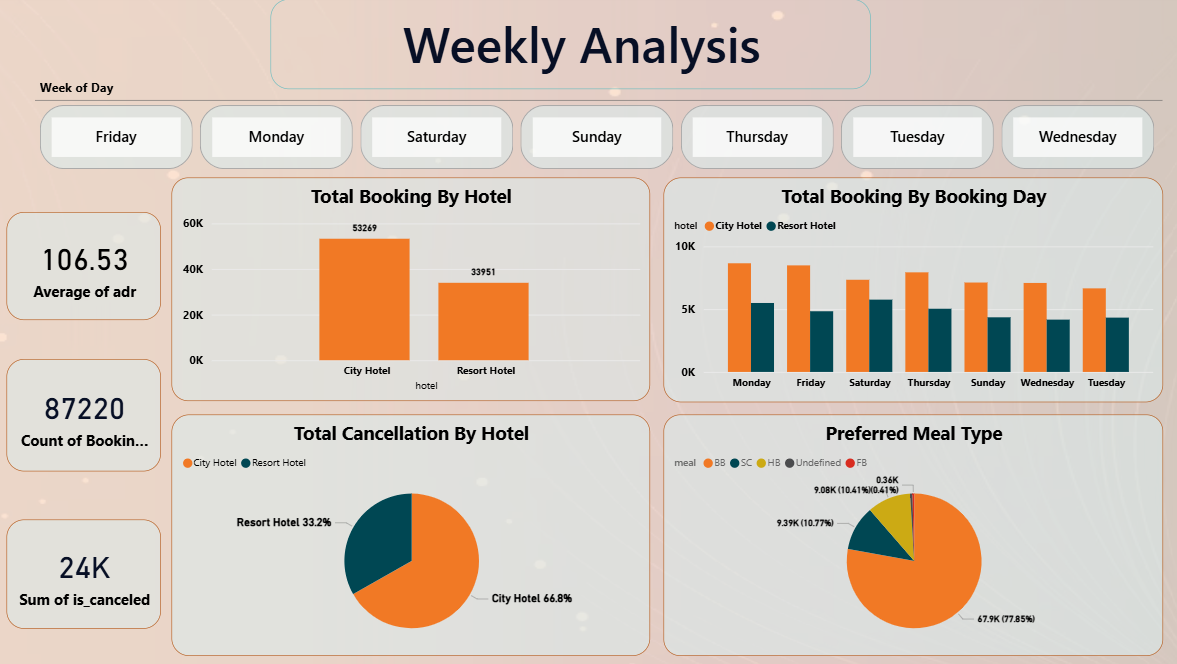 Weekly Analysis
Week of Day
Friday
Monday
Saturday
Sunday
Thursday
Tuesday
Wednesday
106.53
Average of adr
87220
Count of Bookin...
24K
Sum of is_canceled
Total Booking By Hotel
60K
40K
20K
0K
53269
33951
City Hotel
Resort Hotel
hotel
Total Booking By Booking Day
hotel City Hotel Resort Hotel
10K
5K
0K
Monday
Friday
Saturday
Thursday
Sunday
Wednesday
Tuesday
Total Cancellation By Hotel
City Hotel Resort Hotel
Resort Hotel 33.2%
City Hotel 66.8%
Preferred Meal Type
meal BB SC HB Undefined FB
0.36K
(0.41%)
9.08K (10.41%)
9.39K (10.77%)
67.9K (77.85%)